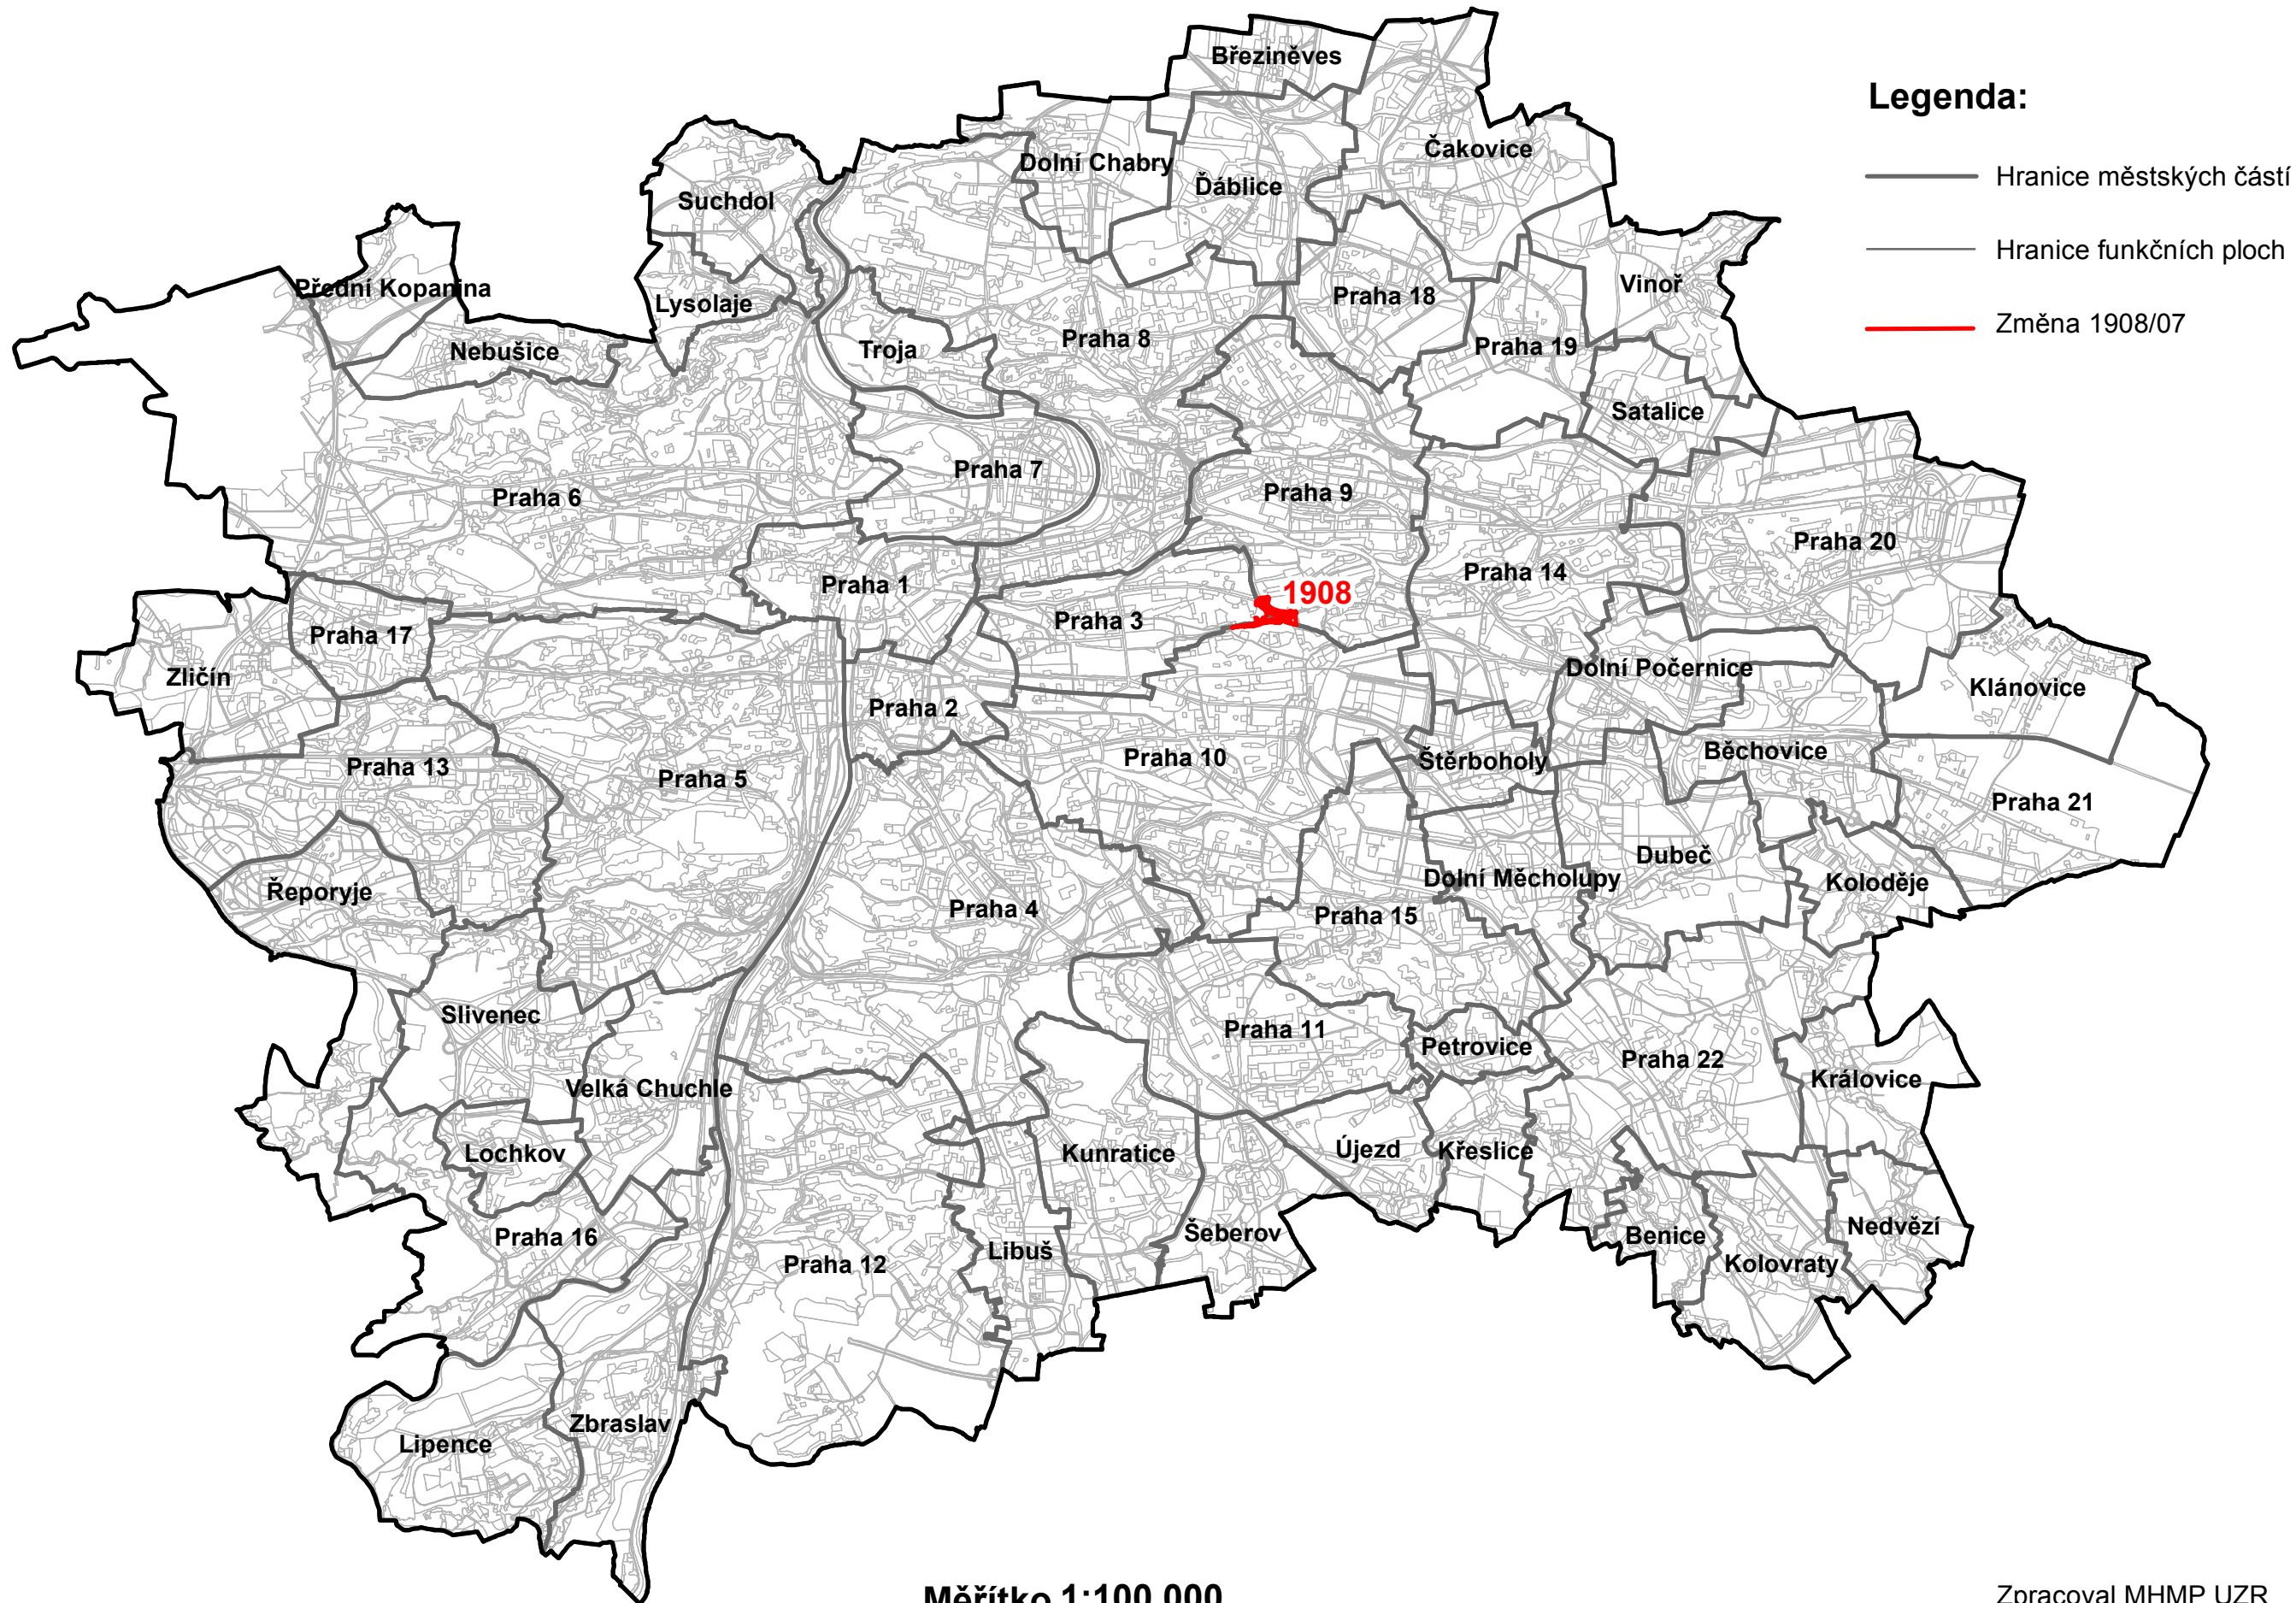 Březiněves
Legenda:
Dolní Chabry
Čakovice
Ďáblice
Hranice městských částí
Suchdol
Hranice funkčních ploch
Přední Kopanina
Lysolaje
Praha 18
Vinoř
Změna 1908/07
Nebušice
Troja
Praha 8
Praha 19
Satalice
Praha 7
Praha 6
Praha 9
Praha 20
Praha 1
Praha 14
1908
Praha 3
Praha 17
Zličín
Dolní Počernice
Klánovice
Praha 2
Praha 13
Praha 5
Praha 10
Štěrboholy
Běchovice
Praha 21
Řeporyje
Praha 4
Dolní Měcholupy
Dubeč
Koloděje
Praha 15
Slivenec
Praha 11
Petrovice
Praha 22
Královice
Velká Chuchle
Lochkov
Kunratice
Újezd
Křeslice
Praha 16
Praha 12
Libuš
Šeberov
Benice
Kolovraty
Nedvězí
Lipence
Zbraslav
Měřítko 1:100 000
Zpracoval MHMP UZR